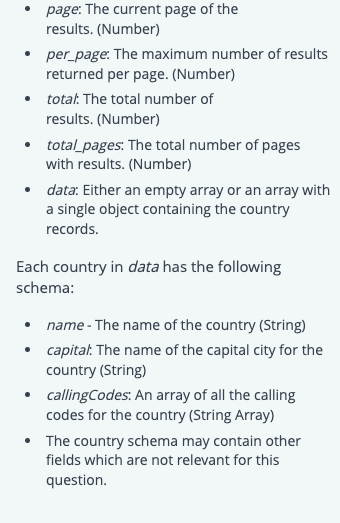 • page: The current page of the
results. (Number)
• per_page: The maximum number of results
returned per page. (Number)
• total: The total number of
results. (Number)
• total_pages: The total number of pages
with results. (Number)
• data: Either an empty array or an array with
a single object containing the country
records.
Each country in data has the following
schema:
• name - The name of the country (String)
• capital: The name of the capital city for the
country (String)
• callingCodes: An array of all the calling
codes for the country (String Array)
• The country schema may contain other
fields which are not relevant for this
question.